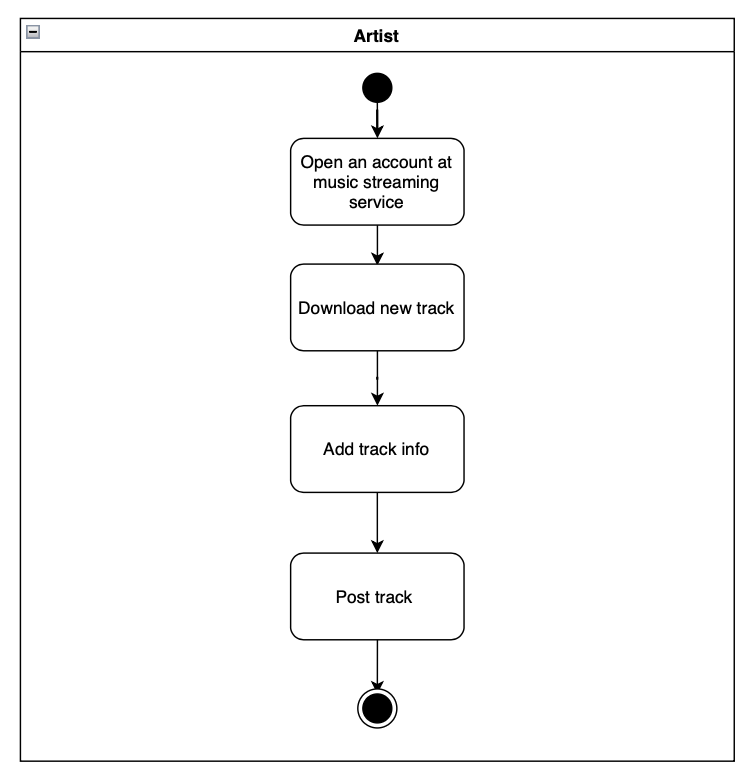 Artist
Open an account at
music streaming
service
Download new track
Add track info
Post track